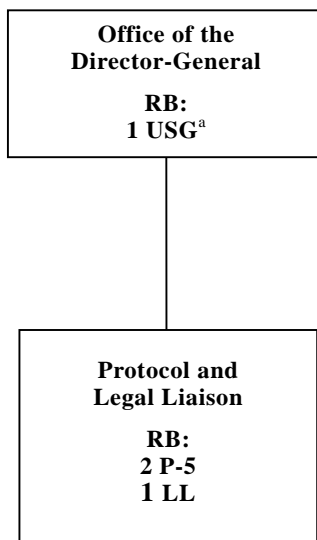 Office of the
Director-General
RB:
1 USGª
Protocol and
Legal Liaison
RB:
2 P-5
1 LL